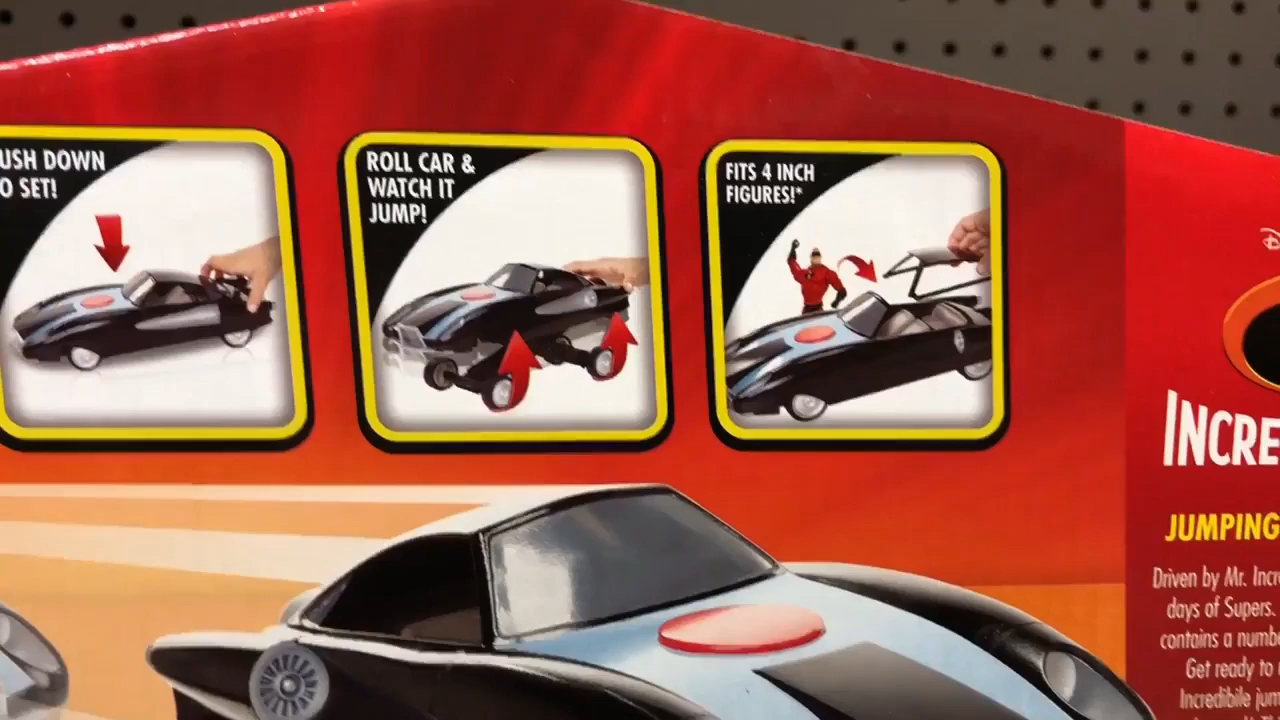 USH DOWN
O SET!
ROLL CAR &
WATCH IT
JUMP!
FITS 4 INCH
FIGURES!*
INCRE
JUMPING
Driven by Mr. Incre
days of Supers.
contains a numbe
Get ready to
Incredibile jum